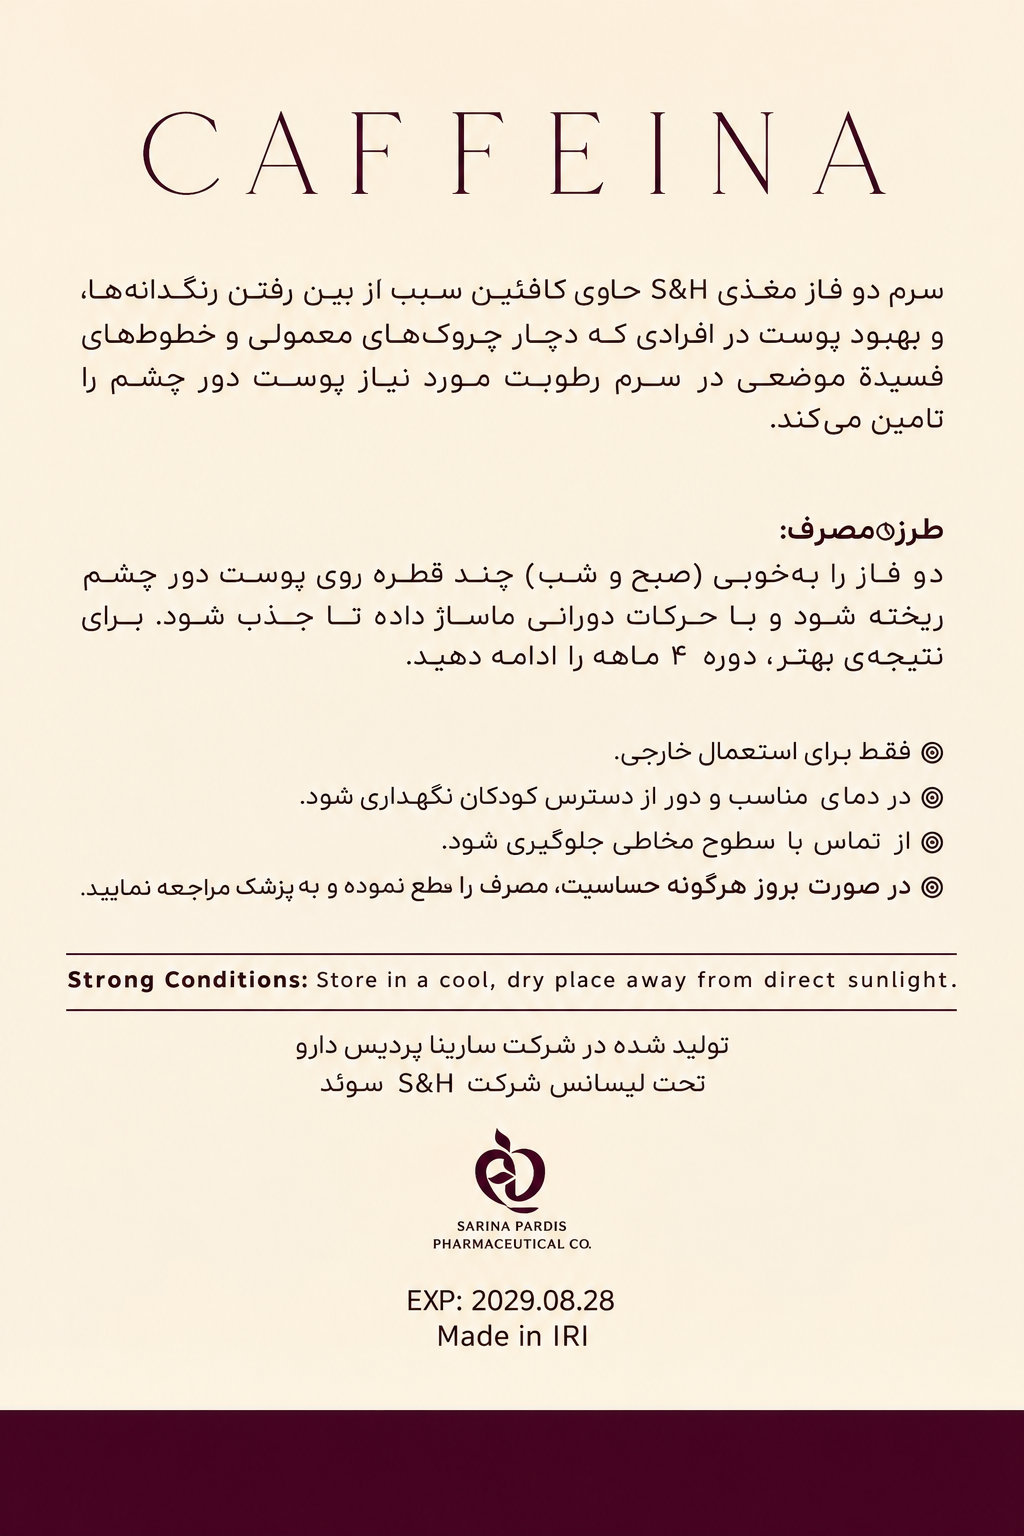 CAFFEINA
سرم دو فاز مغذی S&H حاوی کافئین سبب از بین رفتن رنگدانه‌ها،
و بهبود پوست در افرادی که دچار چروک‌های معمولی و خطوط‌های
فسیدة موضعی در سرم رطوبت مورد نیاز پوست دور چشم را
تامین می‌کند.
طرز مصرف:
دو فاز را به‌خوبی (صبح و شب) چند قطره روی پوست دور چشم
ریخته شود و با حرکات دورانی ماساژ داده تا جذب شود. برای
نتیجه‌ی بهتر، دوره ۴ ماهه را ادامه دهید.
فقط برای استعمال خارجی.
در دمای مناسب و دور از دسترس کودکان نگهداری شود.
از تماس با سطوح مخاطی جلوگیری شود.
در صورت بروز هرگونه حساسیت، مصرف را قطع نموده و به پزشک مراجعه نمایید.
Strong Conditions: Store in a cool, dry place away from direct sunlight.
تولید شده در شرکت سارینا پردیس دارو
تحت لیسانس شرکت S&H سوئد
SARINA PARDIS
PHARMACEUTICAL CO.
EXP: 2029.08.28
Made in IRI